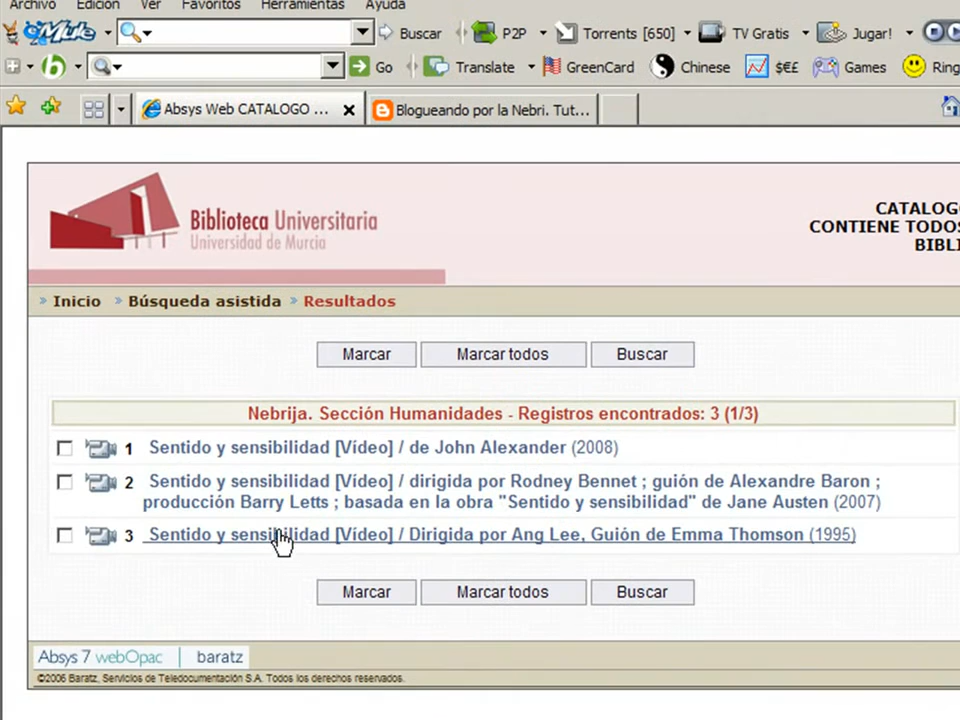 Archivo Edición Ver Favoritos Herramientas Ayuda
eMule Buscar P2P Torrents [650] TV Gratis Jugar!
b Go Translate GreenCard Chinese $€£ Games Ring
Absys Web CATALOGO ... Blogueando por la Nebri. Tut...
Biblioteca Universitaria
Universidad de Murcia
CATALOG
CONTIENE TODOS
BIBLI
» Inicio » Búsqueda asistida » Resultados
Marcar Marcar todos Buscar
Nebrija. Sección Humanidades - Registros encontrados: 3 (1/3)
1 Sentido y sensibilidad [Vídeo] / de John Alexander (2008)
2 Sentido y sensibilidad [Vídeo] / dirigida por Rodney Bennet ; guión de Alexandre Baron ;
producción Barry Letts ; basada en la obra "Sentido y sensibilidad" de Jane Austen (2007)
3 Sentido y sensibilidad [Vídeo] / Dirigida por Ang Lee, Guión de Emma Thomson (1995)
Marcar Marcar todos Buscar
Absys 7 webOpac | baratz
©2006 Baratz, Servicios de Teledocumentación S.A. Todos los derechos reservados.